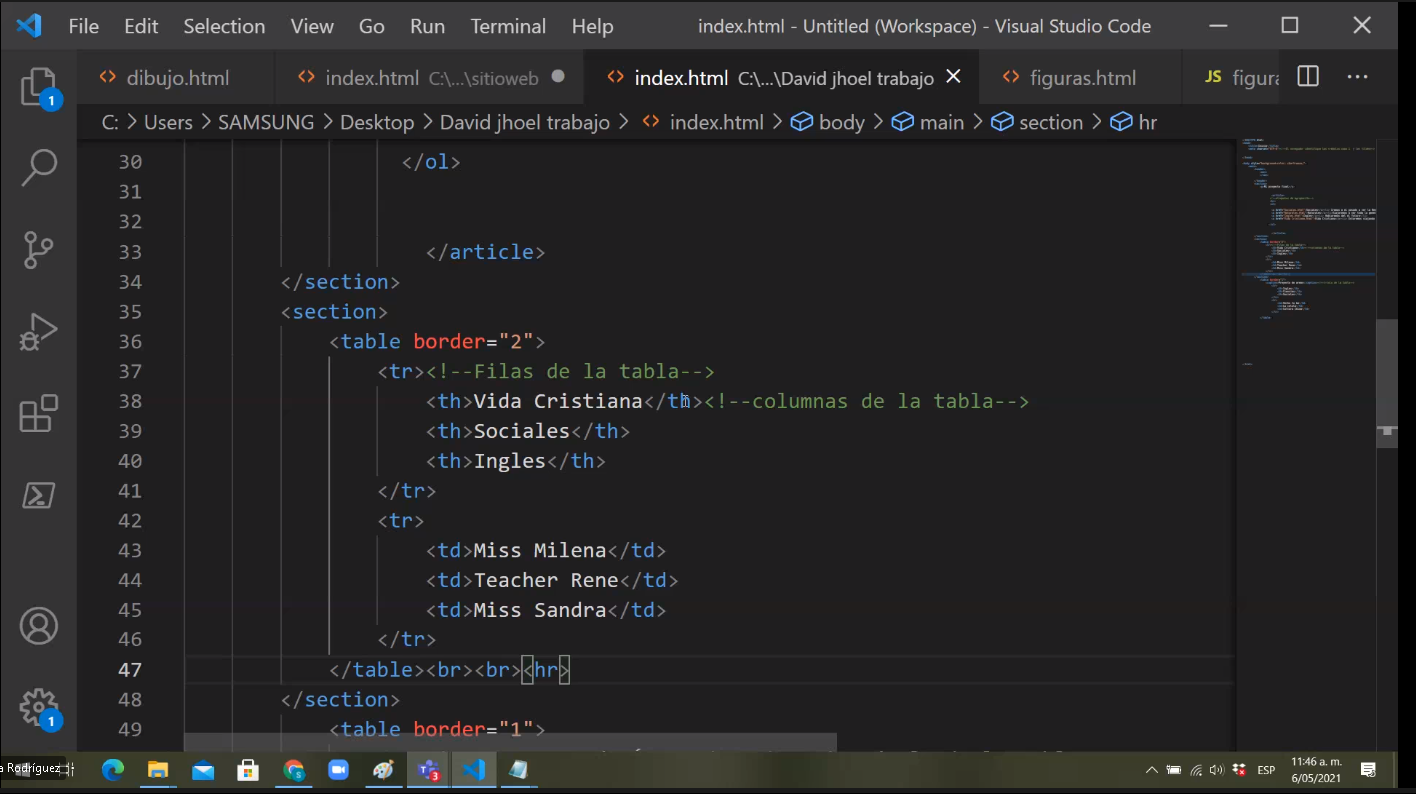 File Edit Selection View Go Run Terminal Help index.html - Untitled (Workspace) - Visual Studio Code
dibujo.html index.html C:\...\sitioweb index.html C:\...\David jhoel trabajo figuras.html JS figura
C: > Users > SAMSUNG > Desktop > David jhoel trabajo > index.html > body > main > section > hr
30 </ol>
31
32
33 </article>
34 </section>
35 <section>
36 <table border="2">
37 <tr><!--Filas de la tabla-->
38 <th>Vida Cristiana</th><!--columnas de la tabla-->
39 <th>Sociales</th>
40 <th>Ingles</th>
41 </tr>
42 <tr>
43 <td>Miss Milena</td>
44 <td>Teacher Rene</td>
45 <td>Miss Sandra</td>
46 </tr>
47 </table><br><br><hr>
48 </section>
49 <table border="1">
1
1
a Rodríguez
3
ESP
11:46 a. m.
6/05/2021